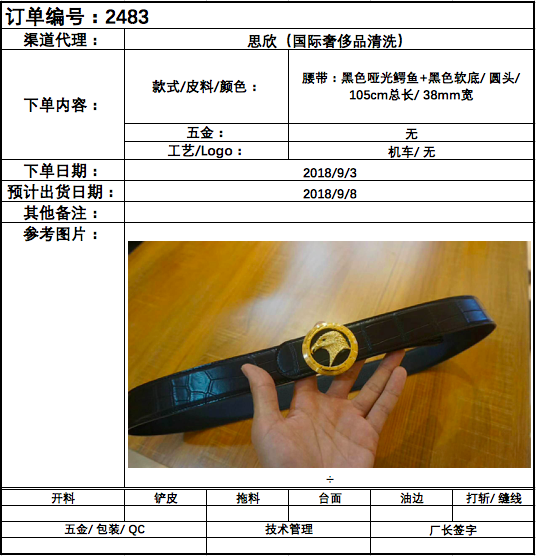 订单编号：2483
渠道代理： 思欣（国际奢侈品清洗）
下单内容： 款式/皮料/颜色： 腰带：黑色哑光鳄鱼+黑色软底/ 圆头/
105cm总长/ 38mm宽
五金： 无
工艺/Logo： 机车/ 无
下单日期： 2018/9/3
预计出货日期： 2018/9/8
其他备注：
参考图片：
÷
开料 铲皮 拖料 台面 油边 打斩/ 缝线
五金/ 包装/ QC 技术管理 厂长签字